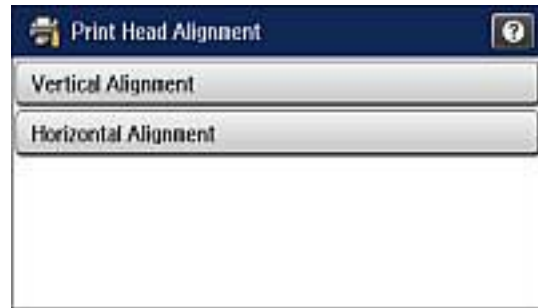 Print Head Alignment
?
Vertical Alignment
Horizontal Alignment